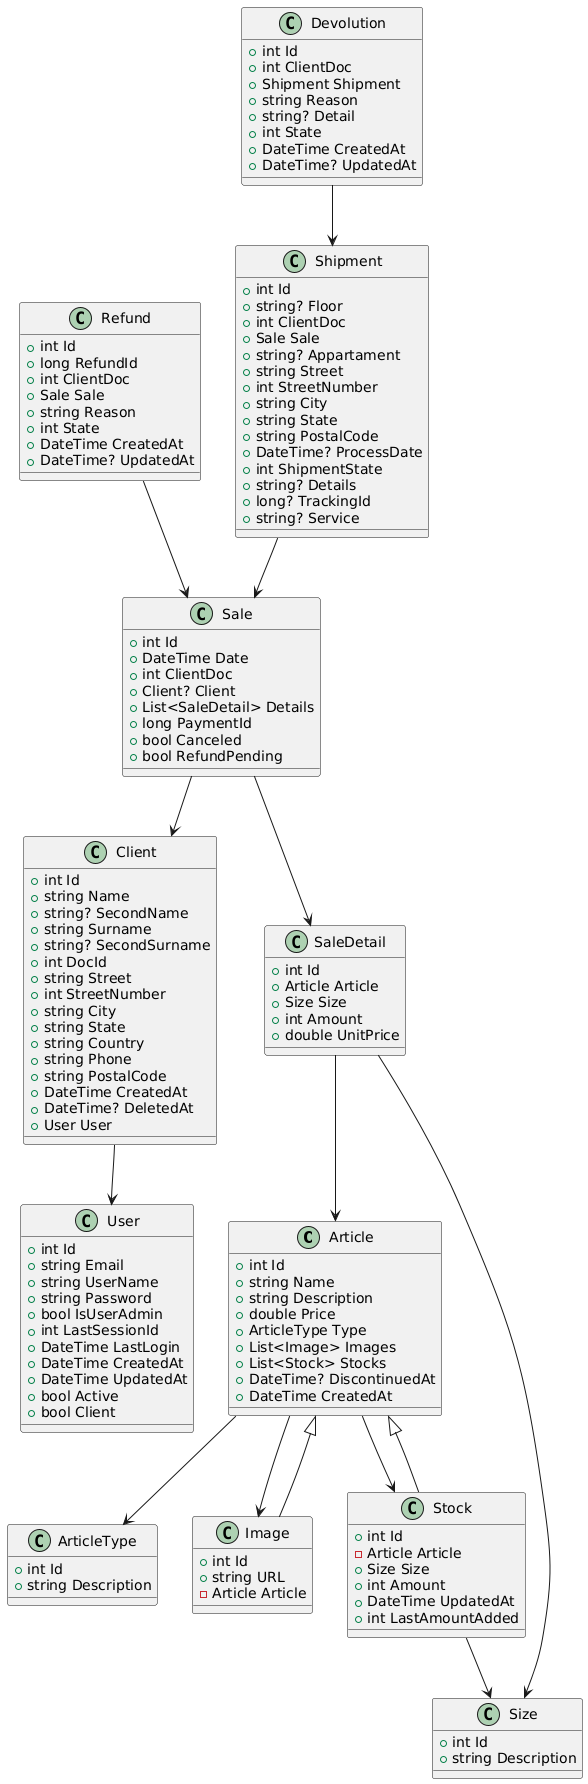 C Devolution
int Id
int ClientDoc
Shipment Shipment
string Reason
string? Detail
int State
DateTime CreatedAt
DateTime? UpdatedAt
C Shipment
int Id
string? Floor
int ClientDoc
Sale Sale
string? Appartament
string Street
int StreetNumber
string City
string State
string PostalCode
DateTime? ProcessDate
int ShipmentState
string? Details
long? TrackingId
string? Service
C Refund
int Id
long RefundId
int ClientDoc
Sale Sale
string Reason
int State
DateTime CreatedAt
DateTime? UpdatedAt
C Sale
int Id
DateTime Date
int ClientDoc
Client? Client
List<SaleDetail> Details
long PaymentId
bool Canceled
bool RefundPending
C Client
int Id
string Name
string? SecondName
string Surname
string? SecondSurname
int DocId
string Street
int StreetNumber
string City
string State
string Country
string Phone
string PostalCode
DateTime CreatedAt
DateTime? DeletedAt
User User
C SaleDetail
int Id
Article Article
Size Size
int Amount
double UnitPrice
C User
int Id
string Email
string UserName
string Password
bool IsUserAdmin
int LastSessionId
DateTime LastLogin
DateTime CreatedAt
DateTime UpdatedAt
bool Active
bool Client
C Article
int Id
string Name
string Description
double Price
ArticleType Type
List<Image> Images
List<Stock> Stocks
DateTime? DiscontinuedAt
DateTime CreatedAt
C ArticleType
int Id
string Description
C Image
int Id
string URL
Article Article
C Stock
int Id
Article Article
Size Size
int Amount
DateTime UpdatedAt
int LastAmountAdded
C Size
int Id
string Description